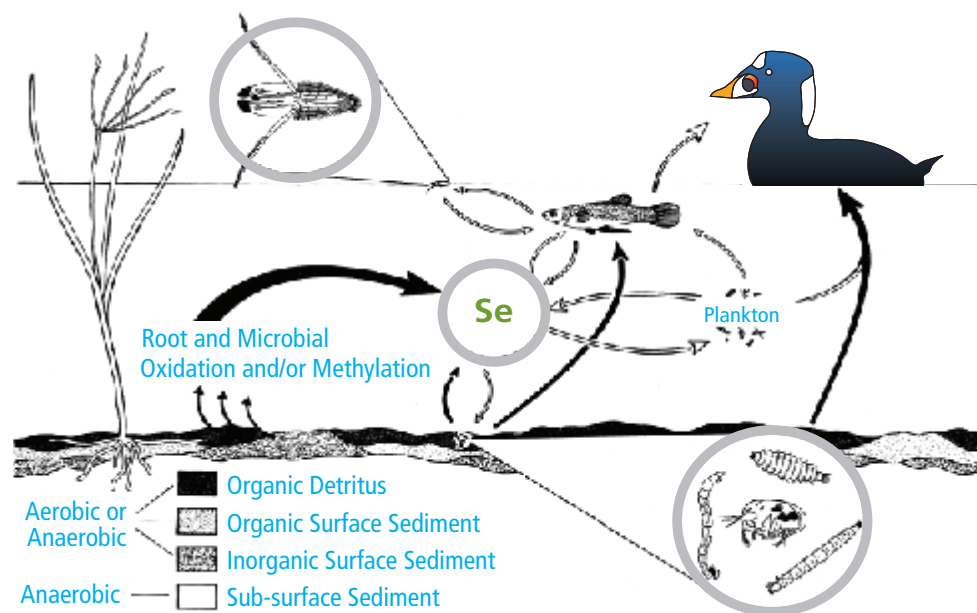 Se
Plankton
Root and Microbial
Oxidation and/or Methylation
Aerobic or
Anaerobic
Organic Detritus
Organic Surface Sediment
Inorganic Surface Sediment
Anaerobic
Sub-surface Sediment